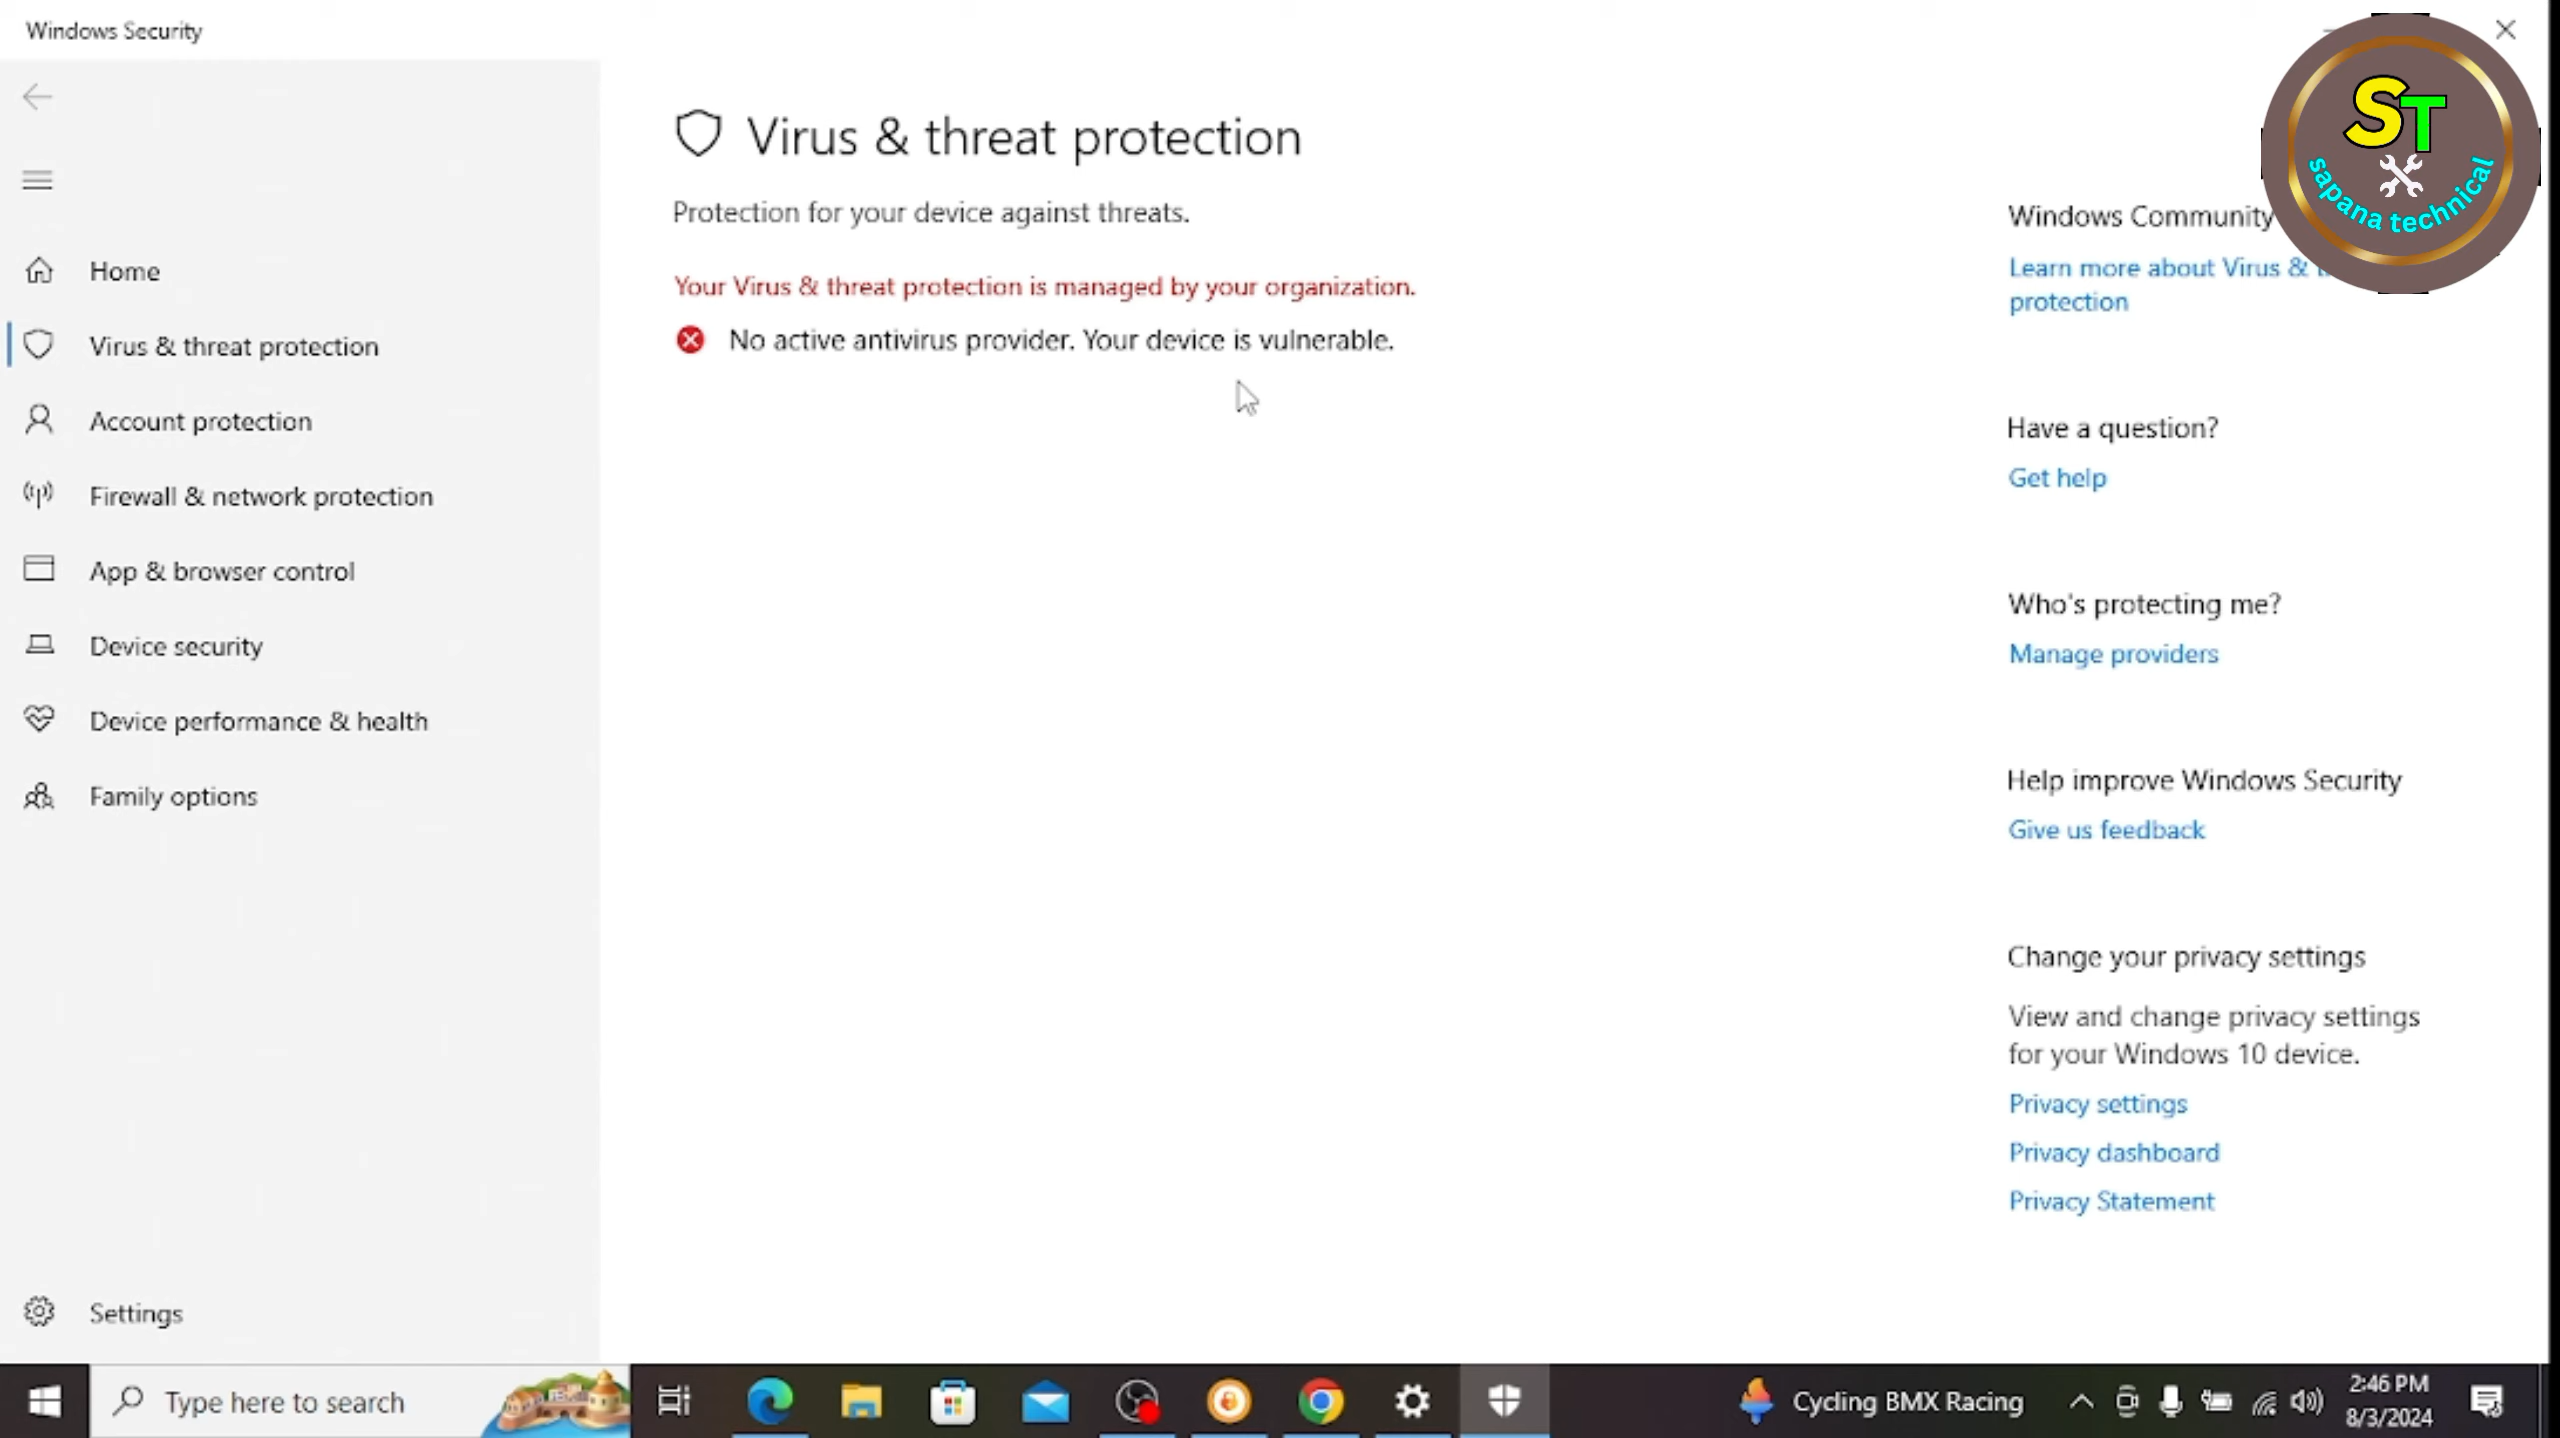 Windows Security
ST
sapana technical
Home
Virus & threat protection
Account protection
Firewall & network protection
App & browser control
Device security
Device performance & health
Family options
Settings
Virus & threat protection
Protection for your device against threats.
Your Virus & threat protection is managed by your organization.
No active antivirus provider. Your device is vulnerable.
Windows Community
Learn more about Virus &
protection
Have a question?
Get help
Who's protecting me?
Manage providers
Help improve Windows Security
Give us feedback
Change your privacy settings
View and change privacy settings
for your Windows 10 device.
Privacy settings
Privacy dashboard
Privacy Statement
Type here to search
Cycling BMX Racing
2:46 PM
8/3/2024